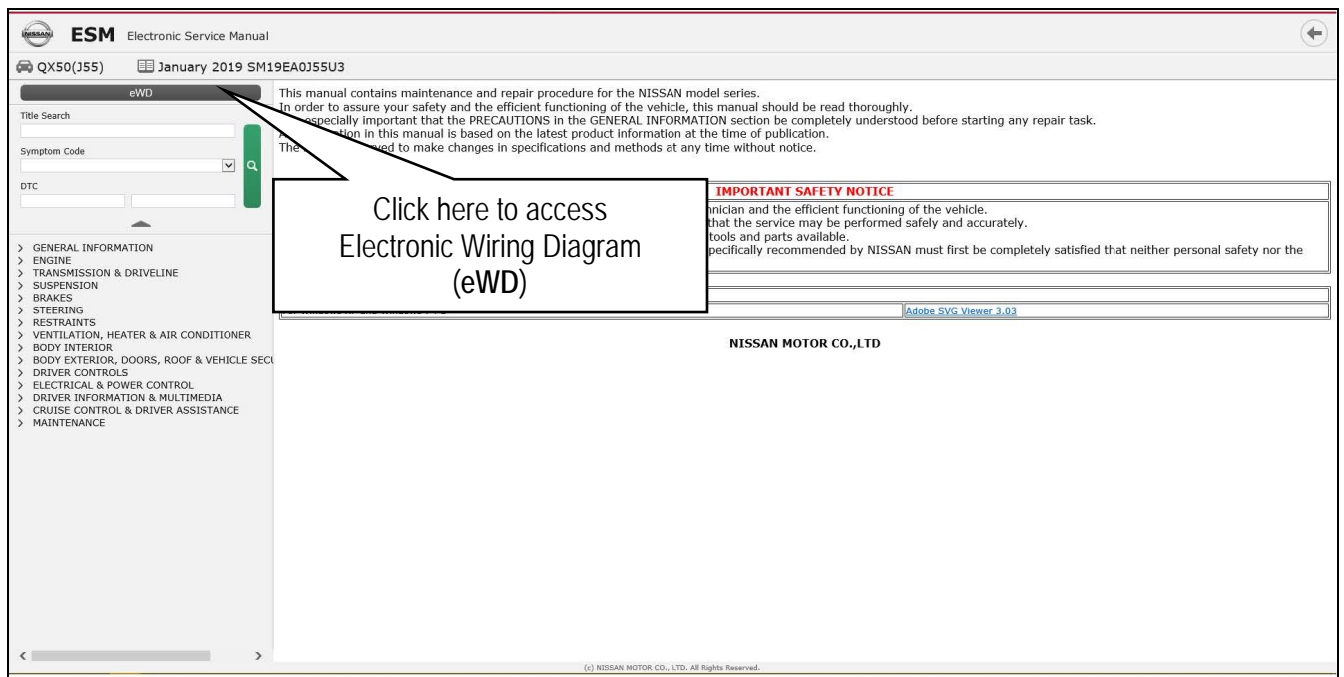 NISSAN
ESM Electronic Service Manual
QX50(J55) January 2019 SM19EA0J55U3
eWD
Title Search
Symptom Code
DTC
> GENERAL INFORMATION
> ENGINE
> TRANSMISSION & DRIVELINE
> SUSPENSION
> BRAKES
> STEERING
> RESTRAINTS
> VENTILATION, HEATER & AIR CONDITIONER
> BODY INTERIOR
> BODY EXTERIOR, DOORS, ROOF & VEHICLE SECU
> DRIVER CONTROLS
> ELECTRICAL & POWER CONTROL
> DRIVER INFORMATION & MULTIMEDIA
> CRUISE CONTROL & DRIVER ASSISTANCE
> MAINTENANCE
This manual contains maintenance and repair procedure for the NISSAN model series.
In order to assure your safety and the efficient functioning of the vehicle, this manual should be read thoroughly.
especially important that the PRECAUTIONS in the GENERAL INFORMATION section be completely understood before starting any repair task.
in this manual is based on the latest product information at the time of publication.
The to make changes in specifications and methods at any time without notice.
Click here to access
Electronic Wiring Diagram
(eWD)
IMPORTANT SAFETY NOTICE
and the efficient functioning of the vehicle.
that the service may be performed safely and accurately.
tools and parts available.
recommended by NISSAN must first be completely satisfied that neither personal safety nor the
Adobe SVG Viewer 3.03
NISSAN MOTOR CO.,LTD
(c) NISSAN MOTOR CO., LTD. All Rights Reserved.